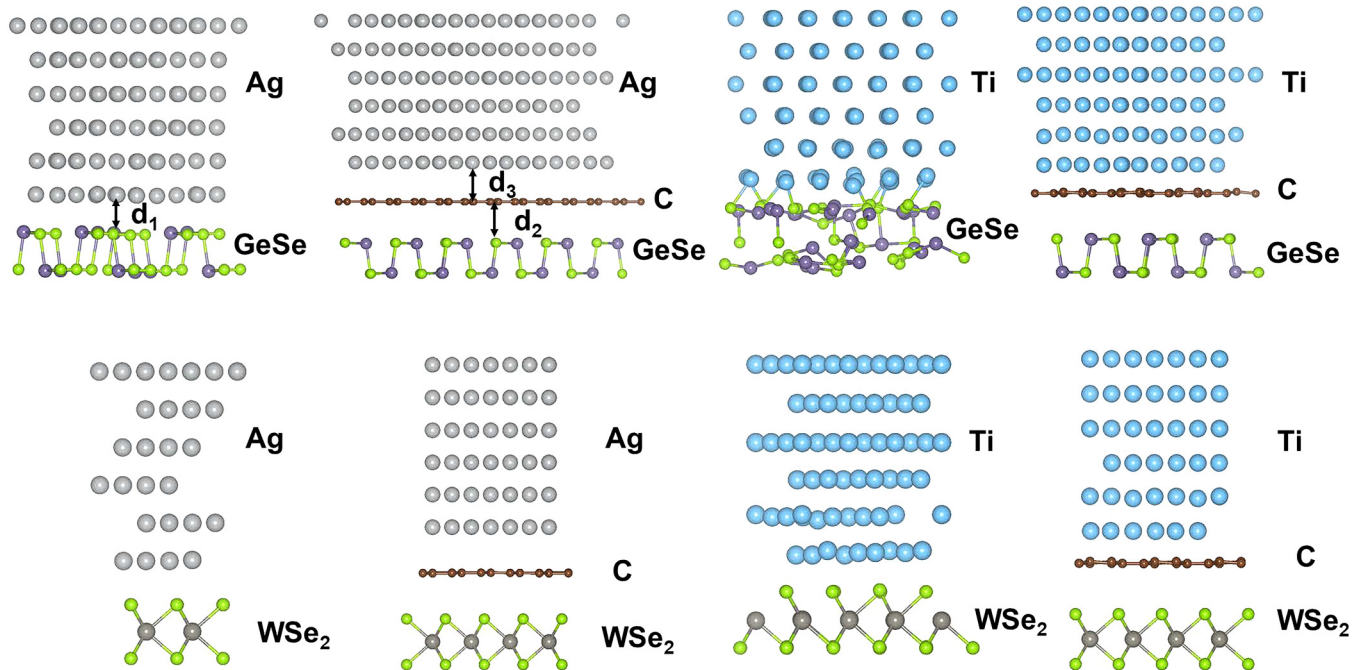 Ag
Ag
Ti
Ti
d₁
d₃
C
C
d₂
GeSe
GeSe
GeSe
GeSe
Ag
Ag
Ti
Ti
C
C
WSe₂
WSe₂
WSe₂
WSe₂